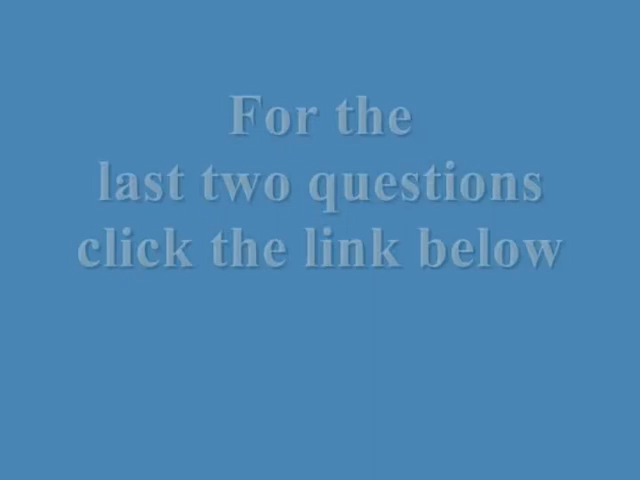 For the
last two questions
click the link below